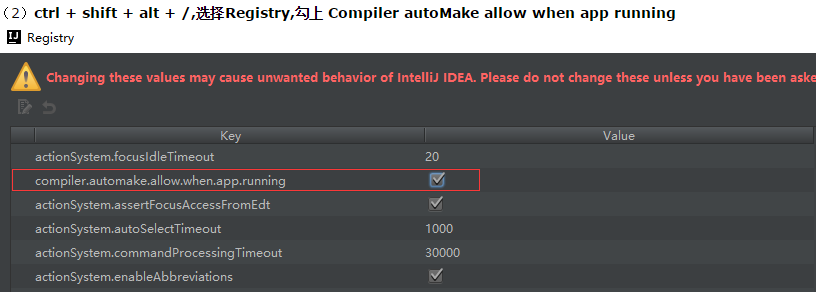 （2）ctrl + shift + alt + /,选择Registry,勾上 Compiler autoMake allow when app running
IJ Registry
Changing these values may cause unwanted behavior of IntelliJ IDEA. Please do not change these unless you have been aske
Key Value
actionSystem.focusIdleTimeout 20
compiler.automake.allow.when.app.running
actionSystem.assertFocusAccessFromEdt
actionSystem.autoSelectTimeout 1000
actionSystem.commandProcessingTimeout 30000
actionSystem.enableAbbreviations